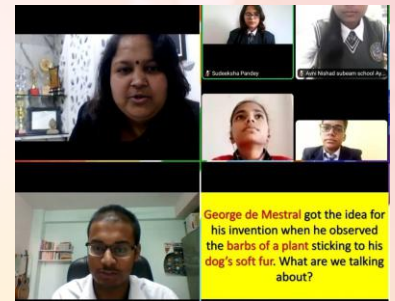 Sudeeksha Pandey
Avni Nishad subeam school Ay...
George de Mestral got the idea for
his invention when he observed
the barbs of a plant sticking to his
dog's soft fur. What are we talking
about?